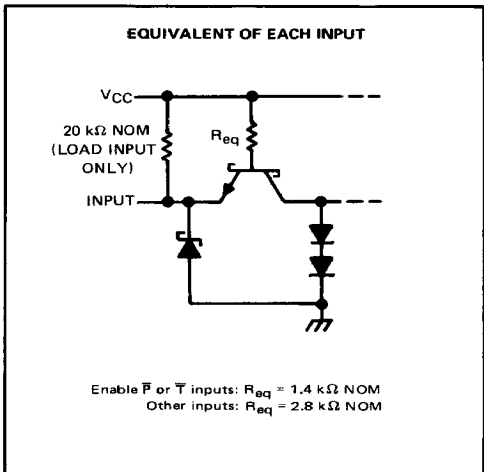 EQUIVALENT OF EACH INPUT
VCC
20 kΩ NOM
(LOAD INPUT
ONLY)
Req
INPUT
Enable P̅ or T̅ inputs: Req = 1.4 kΩ NOM
Other inputs: Req = 2.8 kΩ NOM